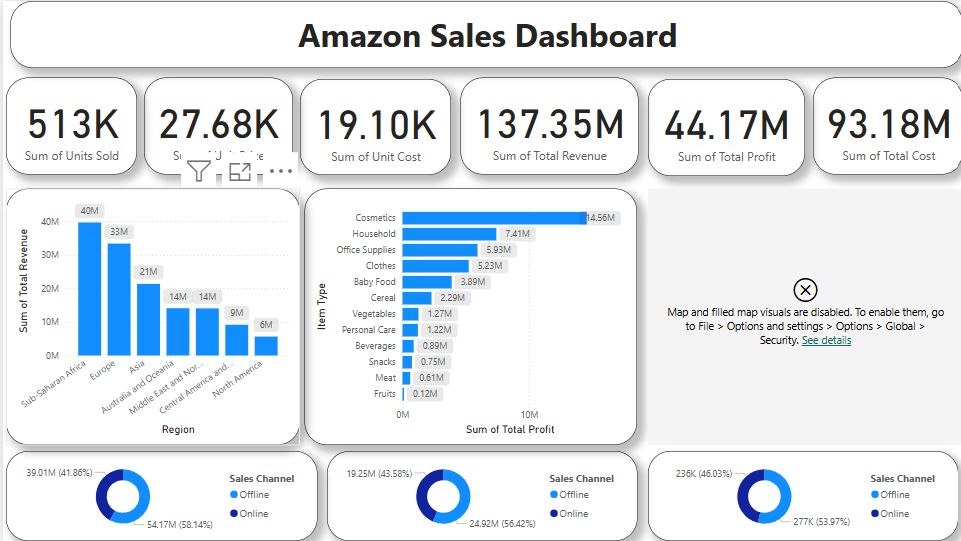 Amazon Sales Dashboard
513K
Sum of Units Sold
27.68K
19.10K
Sum of Unit Cost
137.35M
Sum of Total Revenue
44.17M
Sum of Total Profit
93.18M
Sum of Total Cost
Sum of Total Revenue
40M
30M
20M
10M
0M
40M
33M
21M
14M
14M
9M
6M
Sub-Saharan Africa
Europe
Asia
Australia and Oceania
Middle East and Nor...
Central America and...
North America
Region
Item Type
Cosmetics
14.56M
Household
7.41M
Office Supplies
5.93M
Clothes
5.23M
Baby Food
3.89M
Cereal
2.29M
Vegetables
1.27M
Personal Care
1.22M
Beverages
0.89M
Snacks
0.75M
Meat
0.61M
Fruits
0.12M
0M
10M
Sum of Total Profit
Map and filled map visuals are disabled. To enable them, go
to File > Options and settings > Options > Global >
Security. See details
39.01M (41.86%)
54.17M (58.14%)
Sales Channel
Offline
Online
19.25M (43.58%)
24.92M (56.42%)
Sales Channel
Offline
Online
236K (46.03%)
277K (53.97%)
Sales Channel
Offline
Online